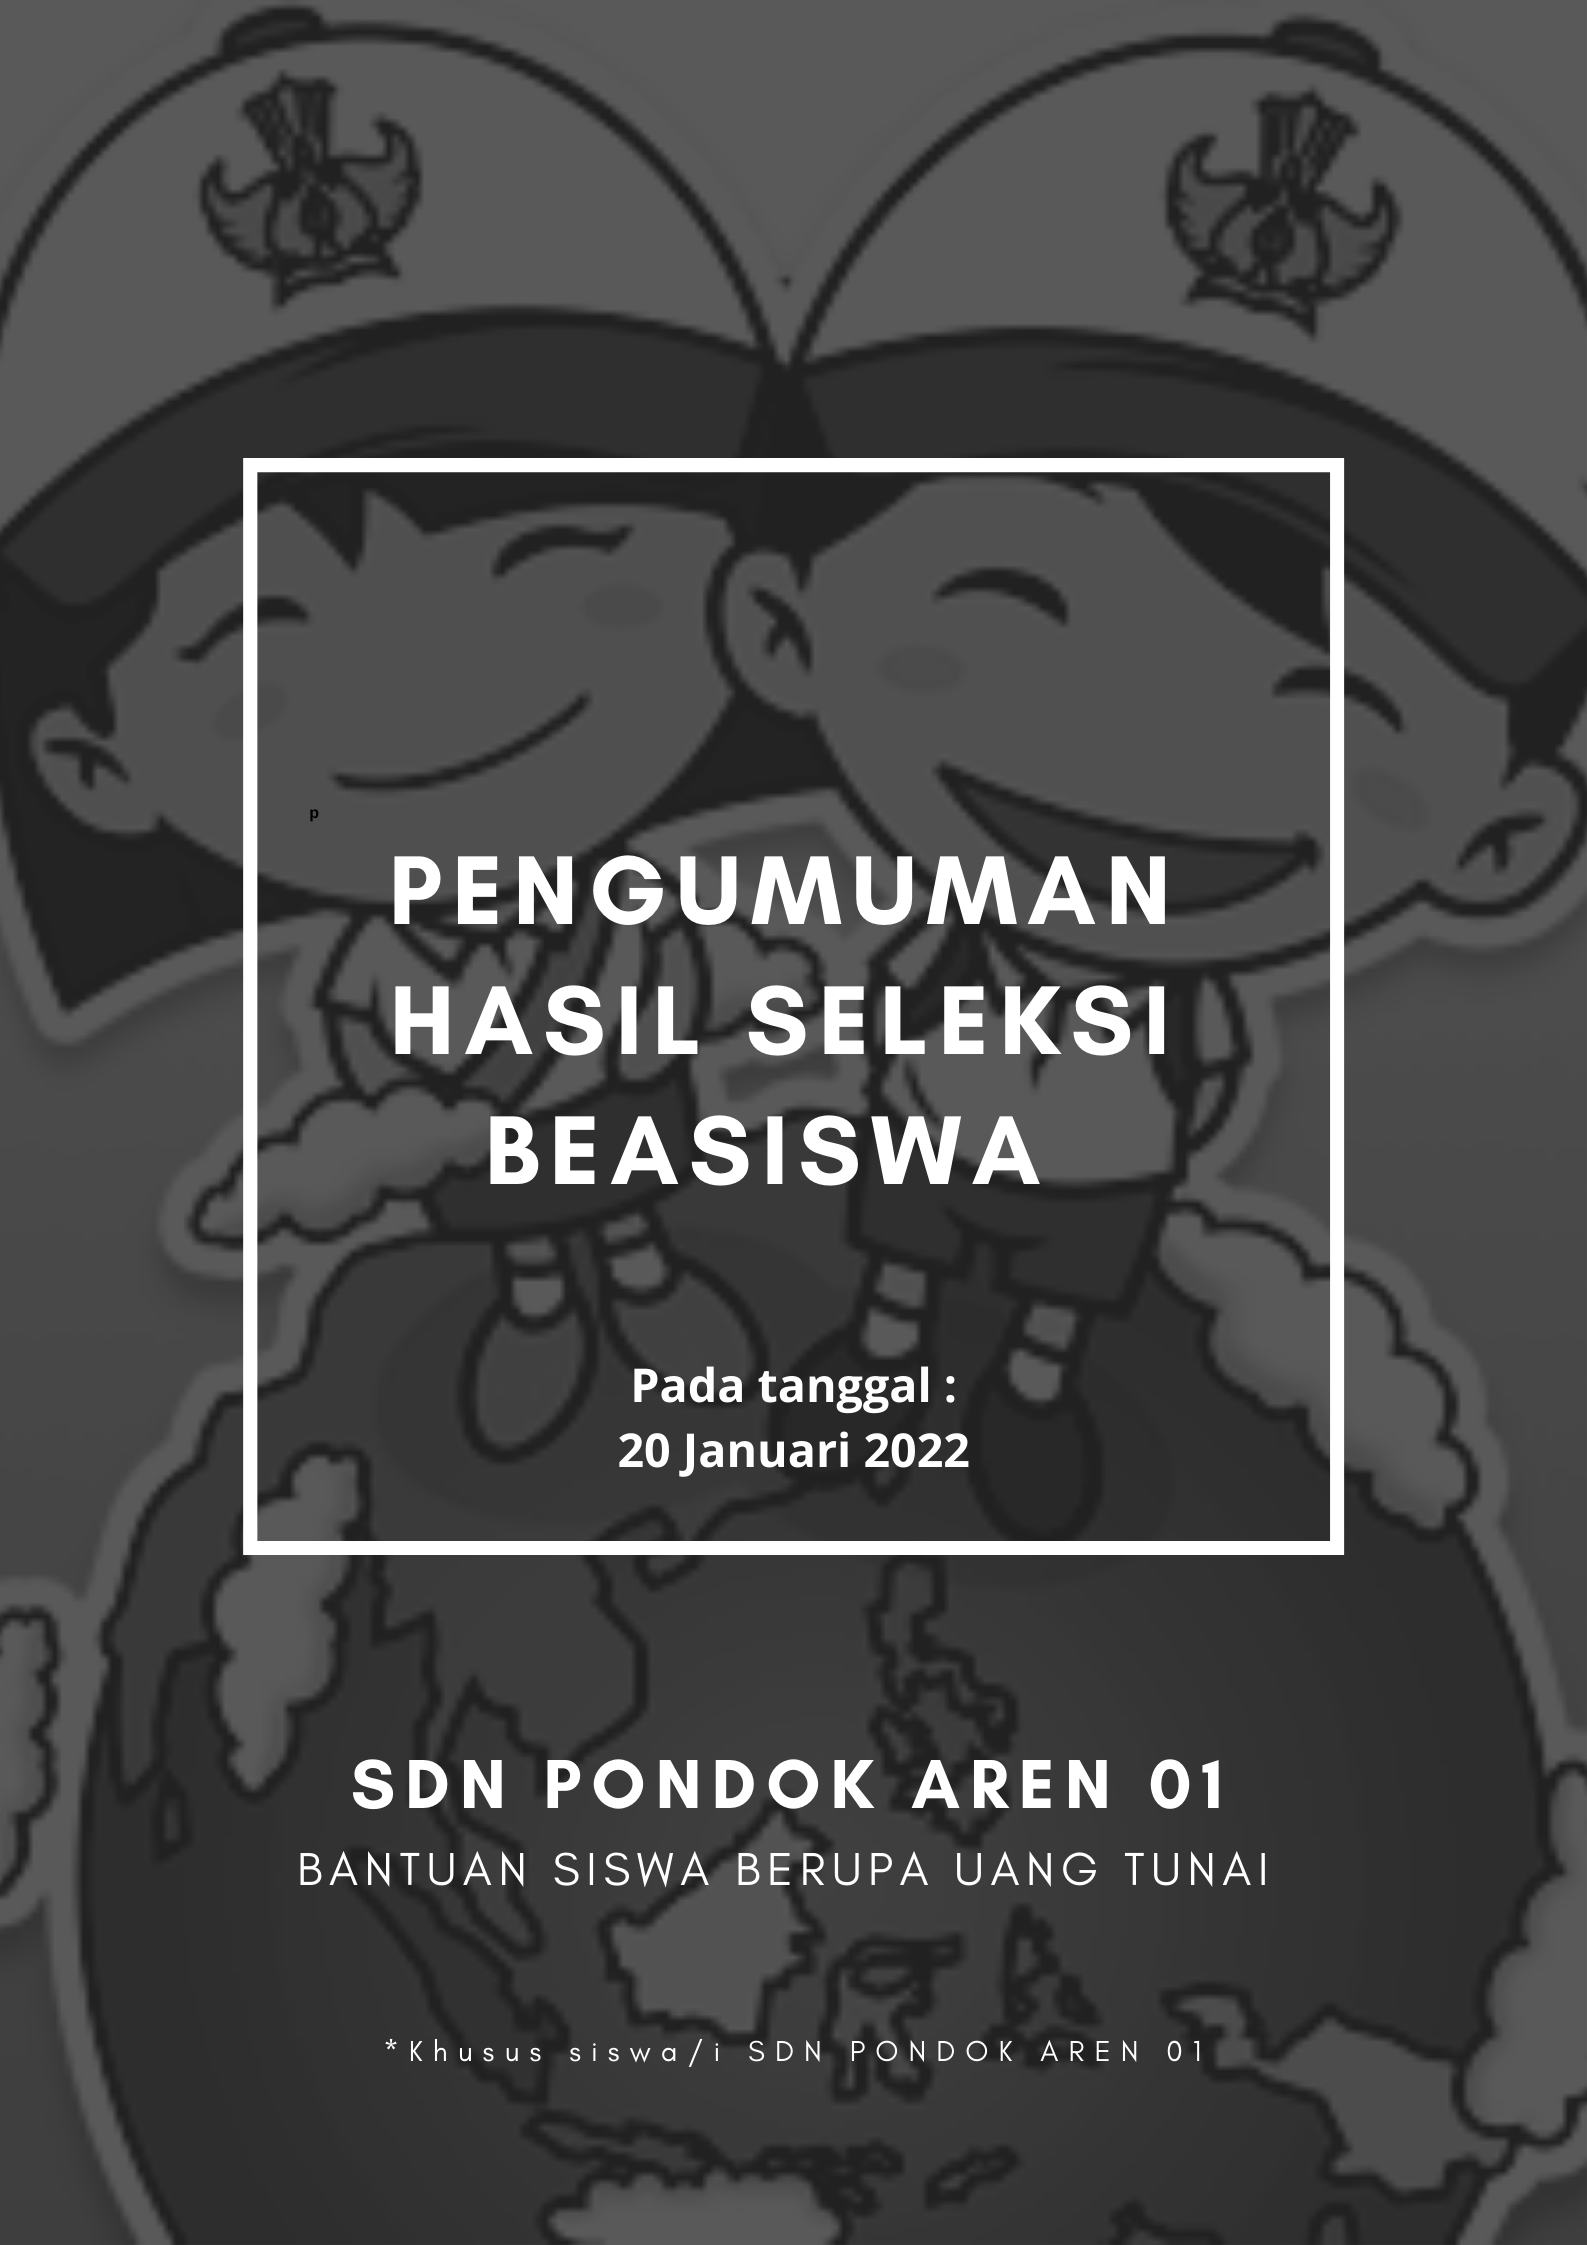 p
PENGUMUMAN
HASIL SELEKSI
BEASISWA
Pada tanggal :
20 Januari 2022
SDN PONDOK AREN 01
BANTUAN SISWA BERUPA UANG TUNAI
*Khusus siswa/i SDN PONDOK AREN 01